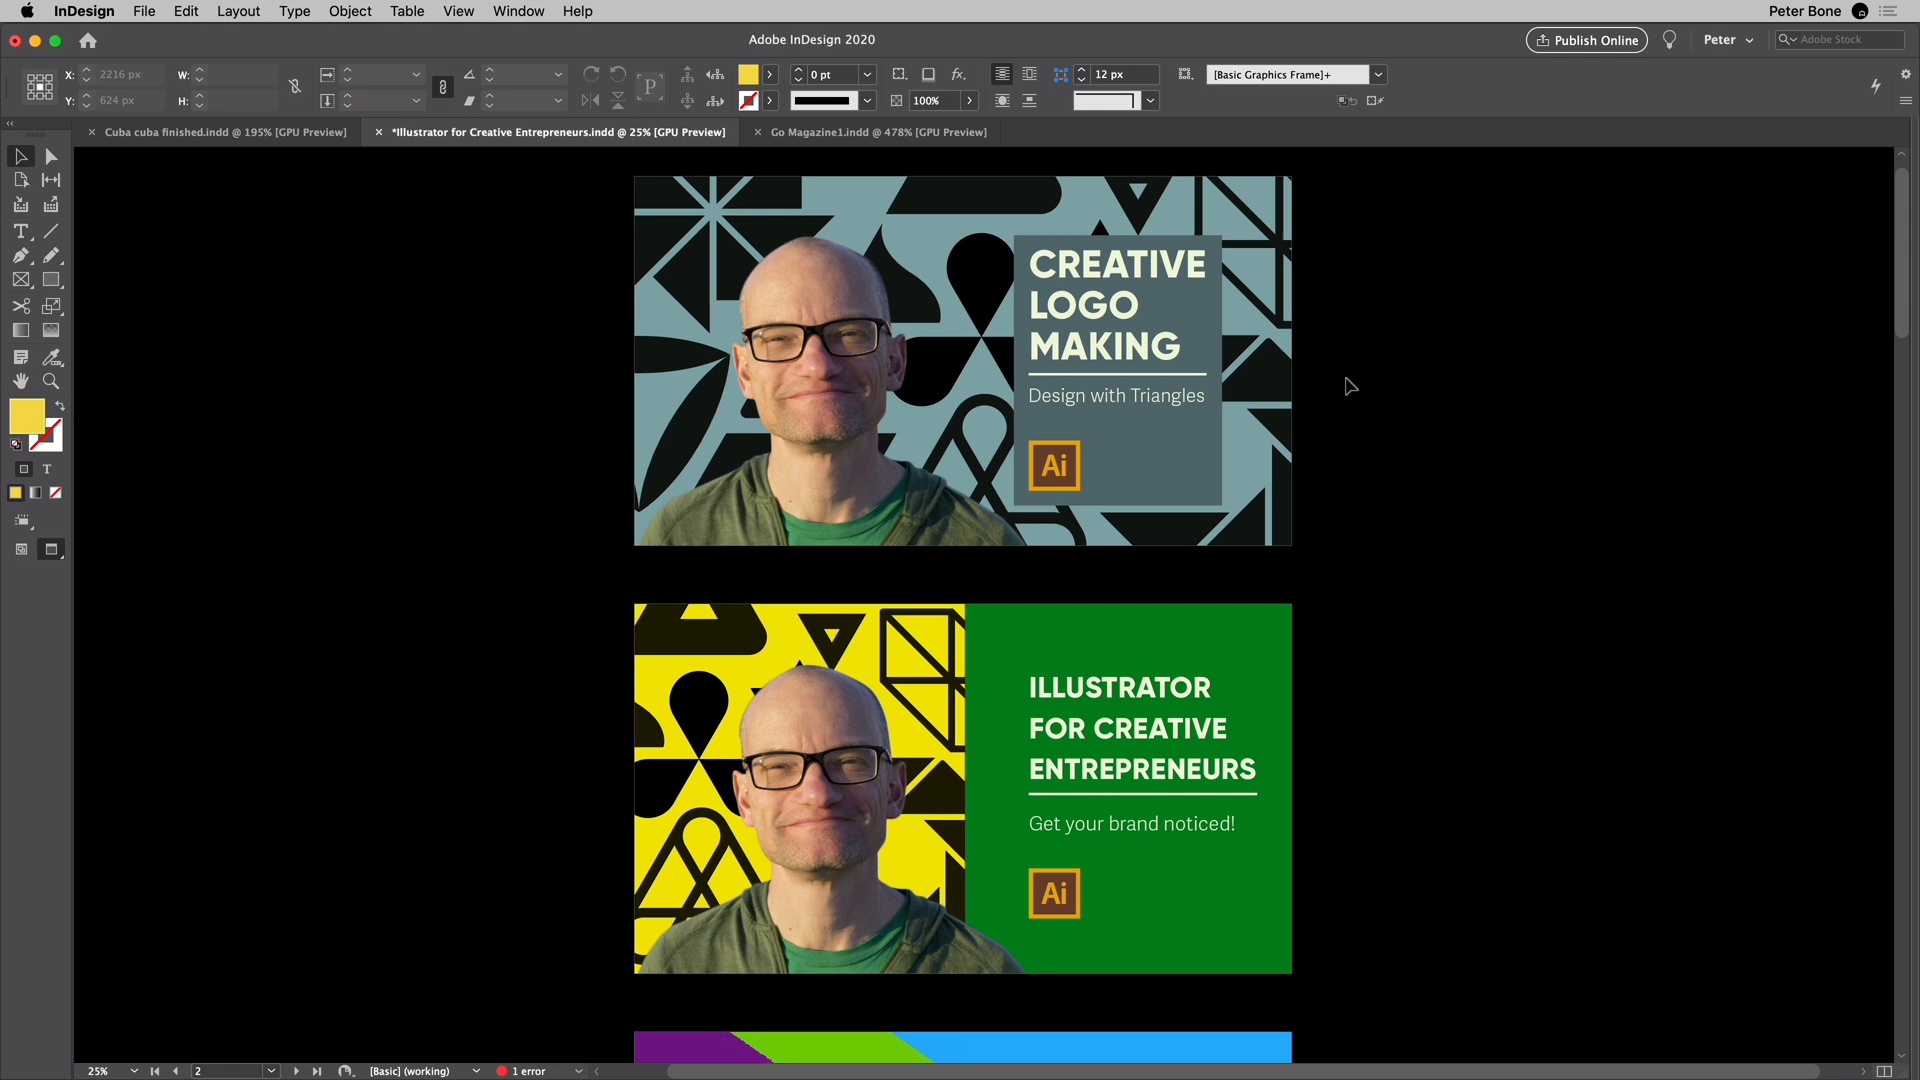 InDesign File Edit Layout Type Object Table View Window Help Peter Bone
Adobe InDesign 2020 Publish Online Peter Adobe Stock
X: 2216 px W: 0 pt fx. 12 px [Basic Graphics Frame]+
Y: 624 px H: P 100%
Cuba cuba finished.indd @ 195% [GPU Preview] *Illustrator for Creative Entrepreneurs.indd @ 25% [GPU Preview] Go Magazine1.indd @ 478% [GPU Preview]
CREATIVE
LOGO
MAKING
Design with Triangles
Ai
ILLUSTRATOR
FOR CREATIVE
ENTREPRENEURS
Get your brand noticed!
Ai
25% 2 [Basic] (working) 1 error